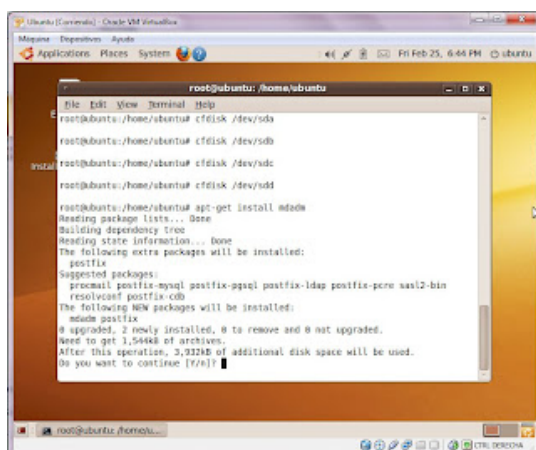 Ubuntu [Corriendo] - Oracle VM VirtualBox
Máquina Dispositivos Ayuda
Applications Places System
Fri Feb 25, 6:44 PM ubuntu
root@ubuntu: /home/ubuntu
File Edit View Terminal Help
root@ubuntu:/home/ubuntu# cfdisk /dev/sda
root@ubuntu:/home/ubuntu# cfdisk /dev/sdb
root@ubuntu:/home/ubuntu# cfdisk /dev/sdc
root@ubuntu:/home/ubuntu# cfdisk /dev/sdd
root@ubuntu:/home/ubuntu# apt-get install mdadm
Reading package lists... Done
Building dependency tree
Reading state information... Done
The following extra packages will be installed:
postfix
Suggested packages:
procmail postfix-mysql postfix-pgsql postfix-ldap postfix-pcre sasl2-bin
resolvconf postfix-cdb
The following NEW packages will be installed:
mdadm postfix
0 upgraded, 2 newly installed, 0 to remove and 0 not upgraded.
Need to get 1,544kB of archives.
After this operation, 3,932kB of additional disk space will be used.
Do you want to continue [Y/n]?
Instal
root@ubuntu: /home/u...
CTRL DERECHA